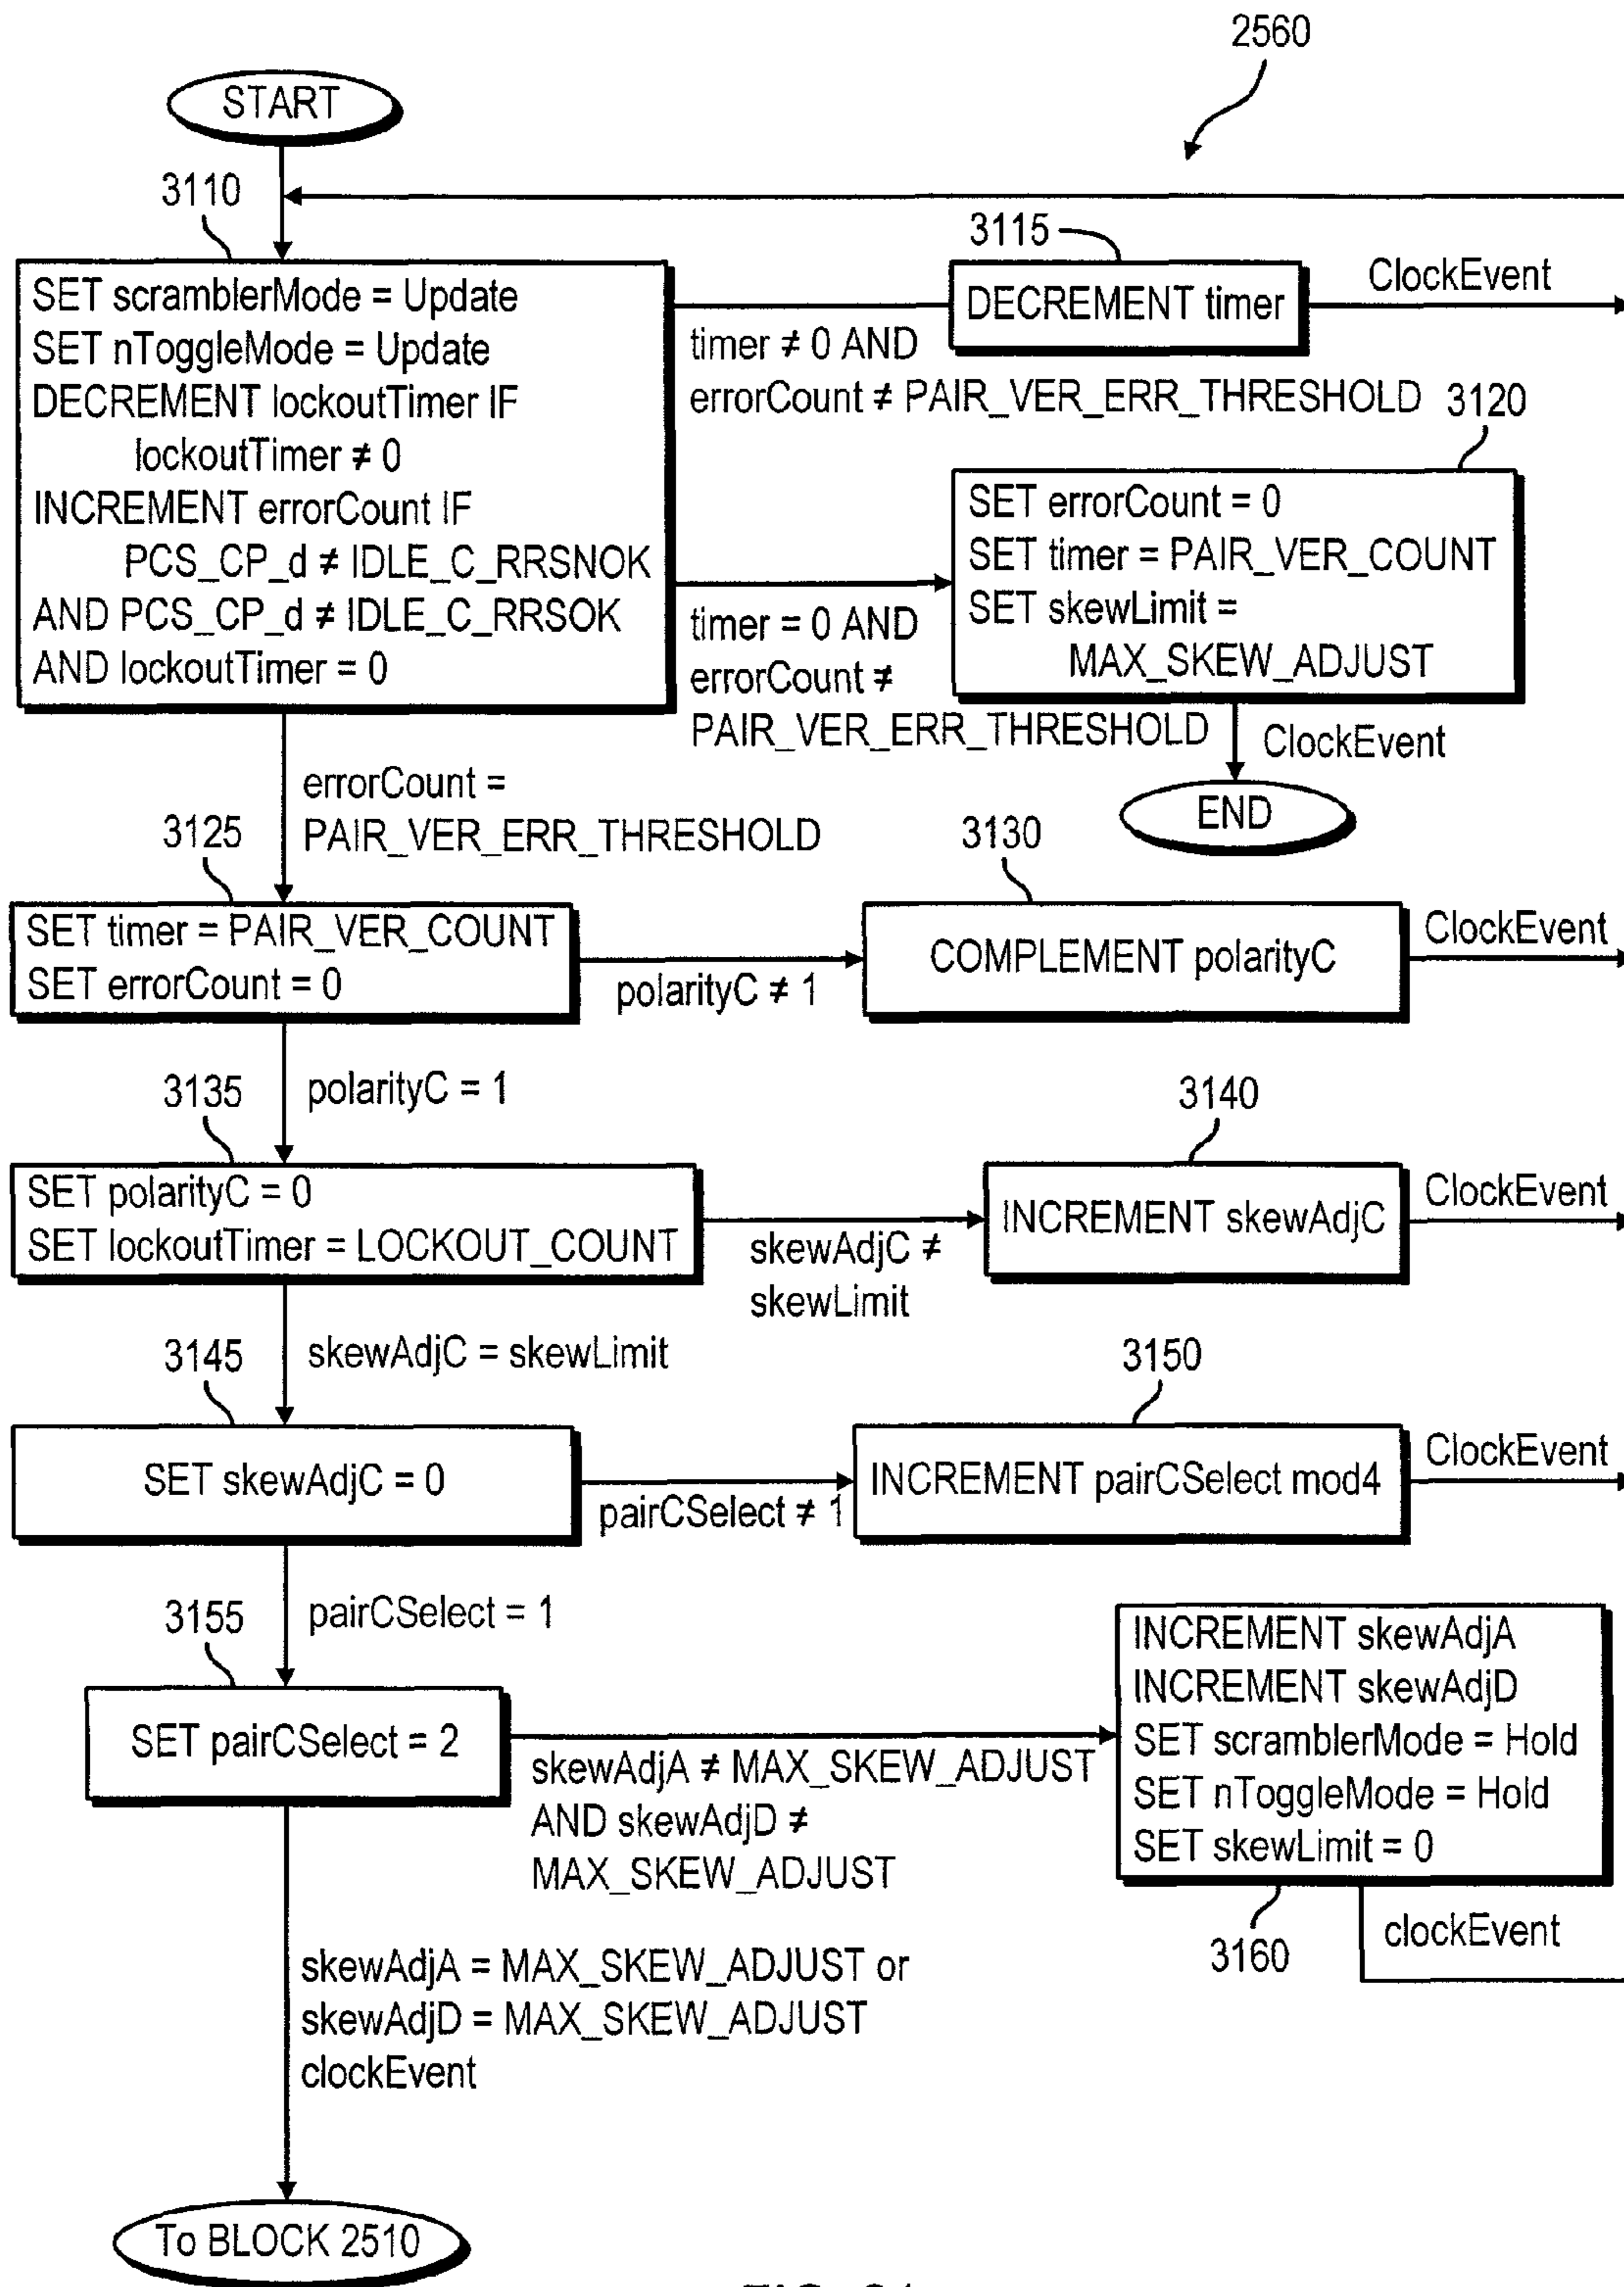 2560
START
3110
3115
SET scramblerMode = Update
SET nToggleMode = Update
DECREMENT lockoutTimer IF
lockoutTimer ≠ 0
INCREMENT errorCount IF
PCS_CP_d ≠ IDLE_C_RRSNOK
AND PCS_CP_d ≠ IDLE_C_RRSOK
AND lockoutTimer = 0
DECREMENT timer
ClockEvent
timer ≠ 0 AND
errorCount ≠ PAIR_VER_ERR_THRESHOLD
3120
SET errorCount = 0
SET timer = PAIR_VER_COUNT
SET skewLimit =
MAX_SKEW_ADJUST
timer = 0 AND
errorCount ≠
PAIR_VER_ERR_THRESHOLD
ClockEvent
END
errorCount =
PAIR_VER_ERR_THRESHOLD
3125
3130
SET timer = PAIR_VER_COUNT
SET errorCount = 0
polarityC ≠ 1
COMPLEMENT polarityC
ClockEvent
polarityC = 1
3135
3140
SET polarityC = 0
SET lockoutTimer = LOCKOUT_COUNT
skewAdjC ≠
skewLimit
INCREMENT skewAdjC
ClockEvent
skewAdjC = skewLimit
3145
3150
SET skewAdjC = 0
pairCSelect ≠ 1
INCREMENT pairCSelect mod4
ClockEvent
pairCSelect = 1
3155
SET pairCSelect = 2
skewAdjA ≠ MAX_SKEW_ADJUST
AND skewAdjD ≠
MAX_SKEW_ADJUST
INCREMENT skewAdjA
INCREMENT skewAdjD
SET scramblerMode = Hold
SET nToggleMode = Hold
SET skewLimit = 0
3160
clockEvent
skewAdjA = MAX_SKEW_ADJUST or
skewAdjD = MAX_SKEW_ADJUST
clockEvent
To BLOCK 2510